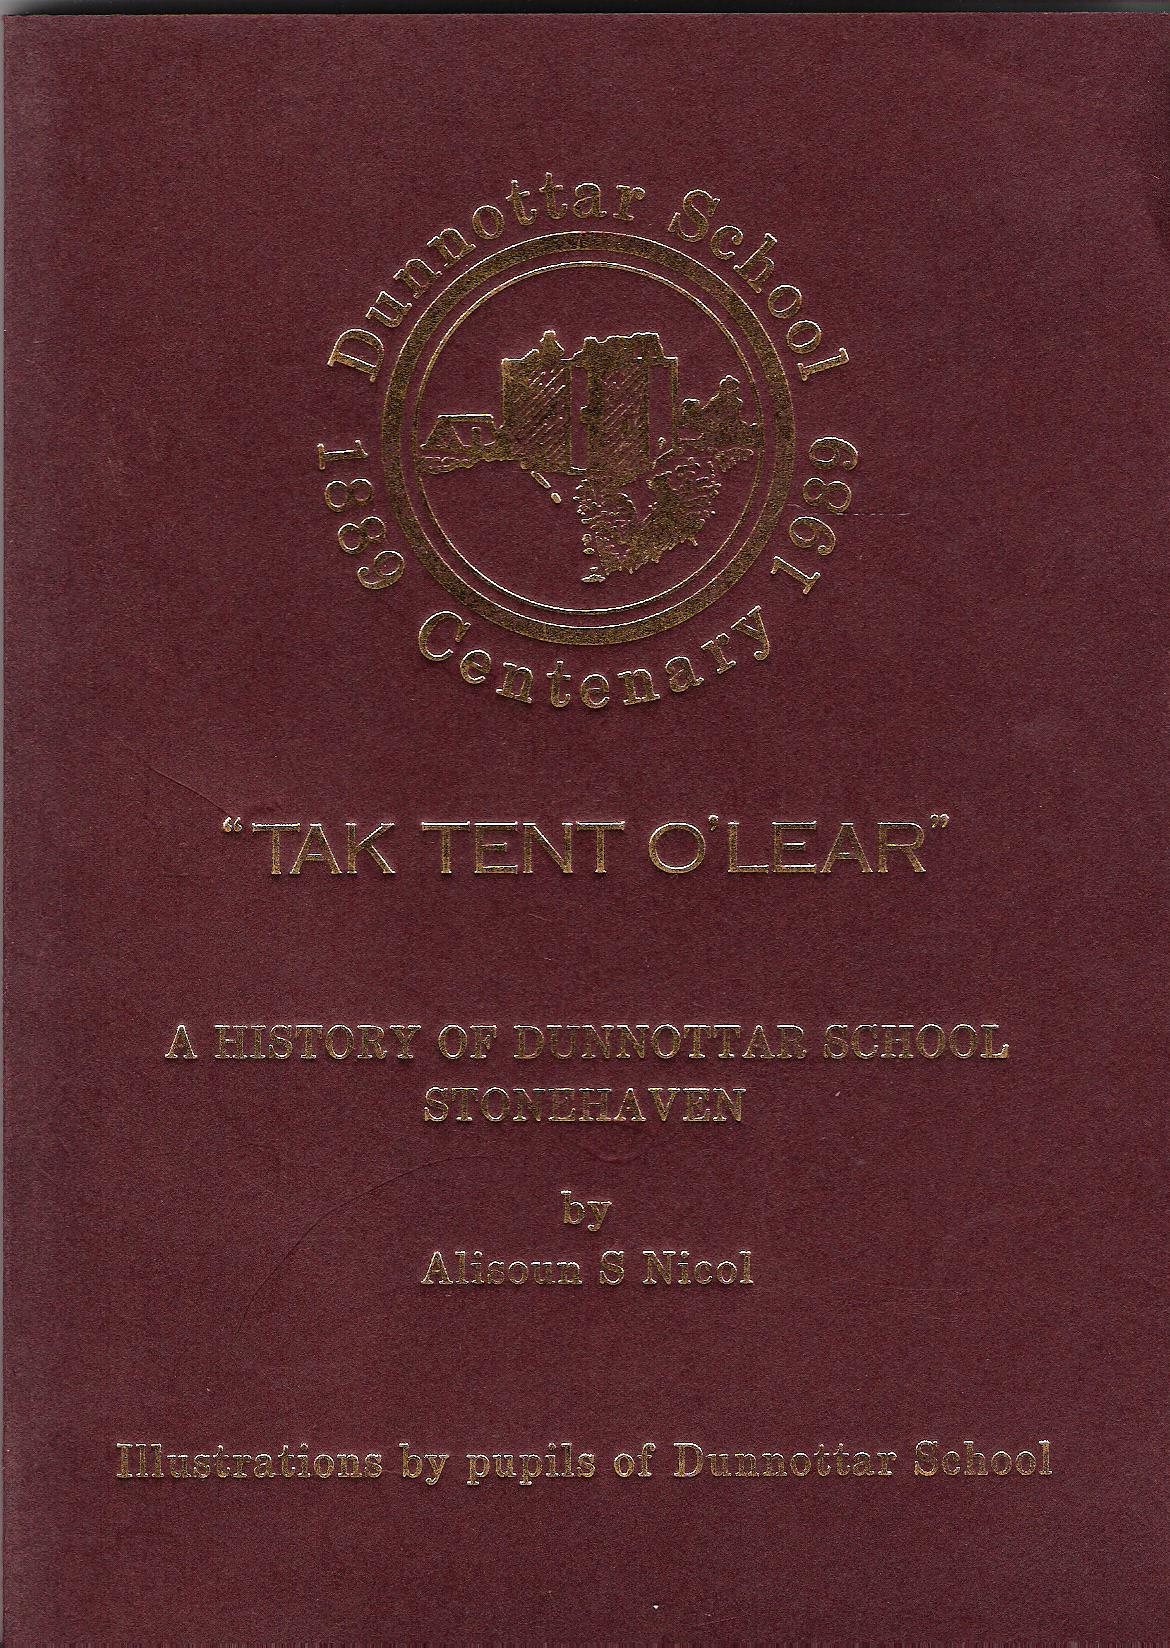 Dunnottar School
1889 Centenary 1989
“TAK TENT O'LEAR”
A HISTORY OF DUNNOTTAR SCHOOL
STONEHAVEN
by
Alisoun S Nicol
Illustrations by pupils of Dunnottar School